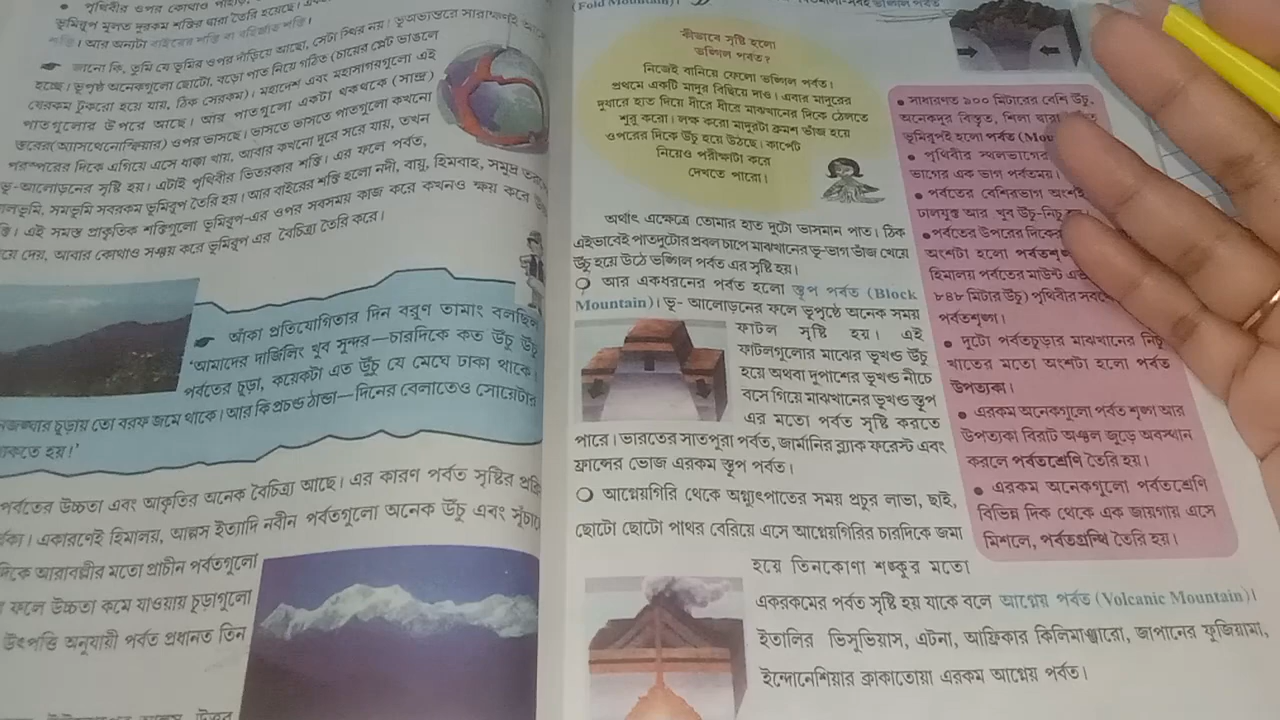 পৃথিবীর ওপর কোথাও
ভূমিরূপ মূলত দুরকম শক্তির দ্বারা তৈরি হয়েছে।
শক্তি। আর অন্যটা বাইরের শক্তি বা বহির্জাত শক্তি।
জানো কি, তুমি যে ভূমির ওপর দাঁড়িয়ে আছো, সেটা স্থির নয়। ভূঅভ্যন্তরে সারাক্ষণই
হচ্ছে। ভূপৃষ্ঠ অনেকগুলো ছোটো, বড়ো পাত নিয়ে গঠিত (চায়ের প্লেট ভাঙলে
যেরকম টুকরো হয়ে যায়, ঠিক সেরকম)। মহাদেশ এবং মহাসাগরগুলো এই
পাতগুলোর উপরে আছে। আর পাতগুলো একটা থকথকে (সান্দ্র)
স্তরের(অ্যাসথেনোস্ফিয়ার) ওপর ভাসছে। ভাসতে ভাসতে পাতগুলো কখনো
পরস্পরের দিকে এগিয়ে এসে ধাক্কা খায়, আবার কখনো দূরে সরে যায়, তখন
ভূ-আলোড়নের সৃষ্টি হয়। এটাই পৃথিবীর ভিতরকার শক্তি। এর ফলে পর্বত,
মালভূমি, সমভূমি সবরকম ভূমিরূপ তৈরি হয়। আর বাইরের শক্তি হলো নদী, বায়ু, হিমবাহ, সমুদ্র
এই সমস্ত প্রাকৃতিক শক্তিগুলো ভূমিরূপ-এর ওপর সবসময় কাজ করে কখনও ক্ষয় করে
দেয়, আবার কোথাও সঞ্চয় করে ভূমিরূপ এর বৈচিত্র্য তৈরি করে।
আঁকা প্রতিযোগিতার দিন বরুণ তামাং বলছিল
'আমাদের দার্জিলিং খুব সুন্দর—চারদিকে কত উঁচু উঁচু
পর্বতের চূড়া, কয়েকটা এত উঁচু যে মেঘে ঢাকা থাকে।
চূড়ায় তো বরফ জমে থাকে। আর কি প্রচণ্ড ঠান্ডা—দিনের বেলাতেও সোয়েটার
থাকতে হয়!'
পর্বতের উচ্চতা এবং আকৃতির অনেক বৈচিত্র্য আছে। এর কারণ পর্বত সৃষ্টির
একারণেই হিমালয়, আল্পস ইত্যাদি নবীন পর্বতগুলো অনেক উঁচু এবং
দিকে আরাবল্লীর মতো প্রাচীন পর্বতগুলো
ফলে উচ্চতা কমে যাওয়ায় চূড়াগুলো
উৎপত্তি অনুযায়ী পর্বত প্রধানত তিন
(Fold Mountain)।
কীভাবে সৃষ্টি হলো
ভঙ্গিল পর্বত?
নিজেই বানিয়ে ফেলো ভঙ্গিল পর্বত।
প্রথমে একটি মাদুর বিছিয়ে দাও। এবার মাদুরের
দুধারে হাত দিয়ে ধীরে ধীরে মাঝখানের দিকে ঠেলতে
শুরু করো। লক্ষ করো মাদুরটা ক্রমশ ভাঁজ হয়ে
ওপরের দিকে উঁচু হয়ে উঠছে। কার্পেট
নিয়েও পরীক্ষাটা করে
দেখতে পারো।
অর্থাৎ এক্ষেত্রে তোমার হাত দুটো ভাসমান পাত। ঠিক
এইভাবেই পাতদুটোর প্রবল চাপে মাঝখানের ভূ-ভাগ ভাঁজ খেয়ে
উঁচু হয়ে উঠে ভঙ্গিল পর্বত এর সৃষ্টি হয়।
আর একধরনের পর্বত হলো স্তূপ পর্বত (Block
Mountain)। ভূ- আলোড়নের ফলে ভূপৃষ্ঠে অনেক সময়
ফাটল সৃষ্টি হয়। এই
ফাটলগুলোর মাঝের ভূখণ্ড উঁচু
হয়ে অথবা দুপাশের ভূখণ্ড নীচে
বসে গিয়ে মাঝখানের ভূখণ্ড স্তূপ
এর মতো পর্বত সৃষ্টি করতে
পারে। ভারতের সাতপুরা পর্বত, জার্মানির ব্ল্যাক ফরেস্ট এবং
ফ্রান্সের ভোজ এরকম স্তূপ পর্বত।
আগ্নেয়গিরি থেকে অগ্ন্যুৎপাতের সময় প্রচুর লাভা, ছাই,
ছোটো ছোটো পাথর বেরিয়ে এসে আগ্নেয়গিরির চারদিকে জমা
হয়ে তিনকোণা শঙ্কুর মতো
একরকমের পর্বত সৃষ্টি হয় যাকে বলে আগ্নেয় পর্বত (Volcanic Mountain)।
ইতালির ভিসুভিয়াস, এটনা, আফ্রিকার কিলিমাঞ্জারো, জাপানের ফুজিয়ামা,
ইন্দোনেশিয়ার ক্রাকাতোয়া এরকম আগ্নেয় পর্বত।
সাধারণত ৯০০ মিটারের বেশি উঁচু,
অনেকদূর বিস্তৃত, শিলা দ্বারা
ভূমিরূপই হলো পর্বত
পৃথিবীর স্থলভাগের
ভাগের এক ভাগ পর্বতময়।
পর্বতের বেশিরভাগ অংশই
ঢালযুক্ত আর খুব উঁচু-নিচু
পর্বতের উপরের দিকের
অংশটা হলো পর্বতশৃঙ্গ
হিমালয় পর্বতের মাউন্ট
৮৪৮ মিটার উঁচু) পৃথিবীর
পর্বতশৃঙ্গ।
দুটো পর্বতচূড়ার মাঝখানের নিচু
খাতের মতো অংশটা হলো পর্বত
উপত্যকা।
এরকম অনেকগুলো পর্বত শৃঙ্গ আর
উপত্যকা বিরাট অঞ্চল জুড়ে অবস্থান
করলে পর্বতশ্রেণি তৈরি হয়।
এরকম অনেকগুলো পর্বতশ্রেণি
বিভিন্ন দিক থেকে এক জায়গায় এসে
মিশলে, পর্বতগ্রন্থি তৈরি হয়।